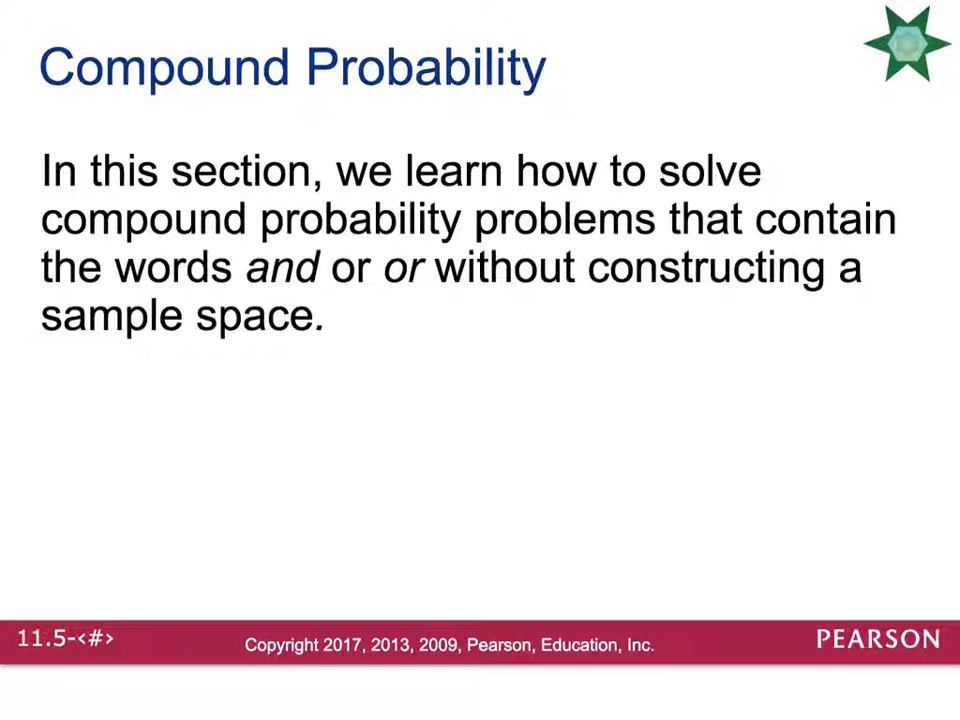 Compound Probability
In this section, we learn how to solve
compound probability problems that contain
the words and or or without constructing a
sample space.
11.5-‹#›
Copyright 2017, 2013, 2009, Pearson, Education, Inc.
PEARSON